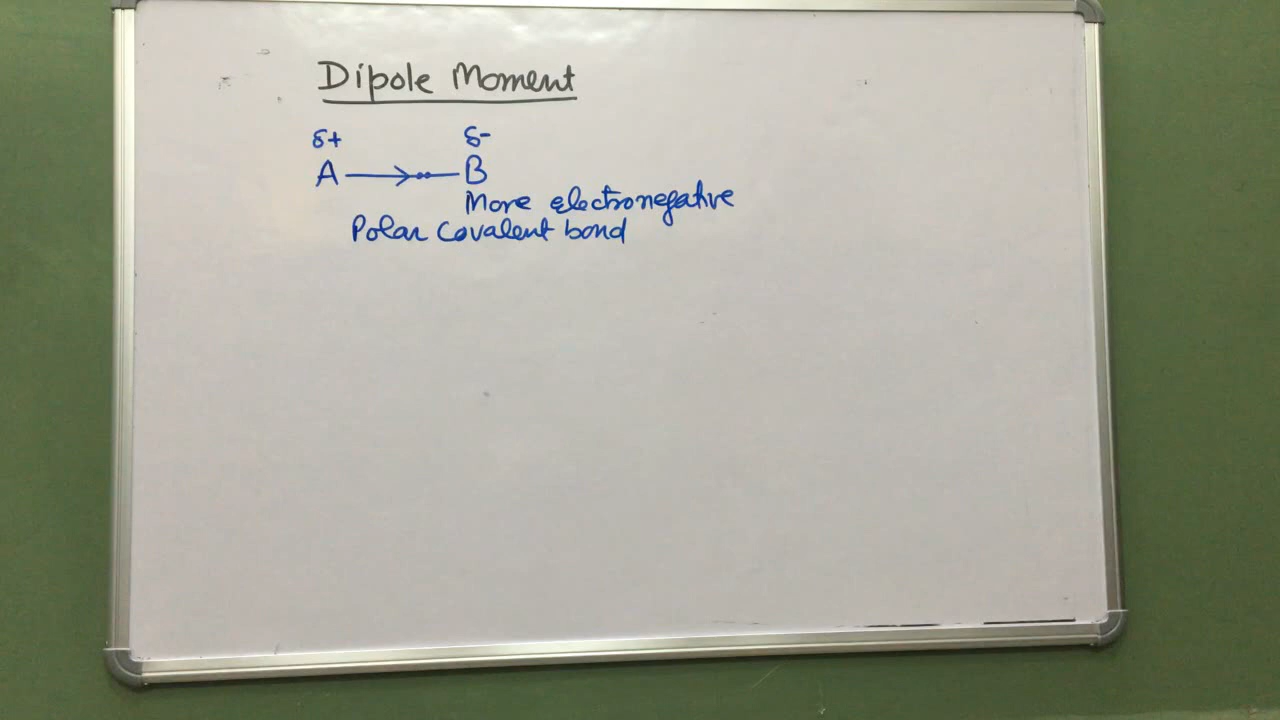 Dipole Moment
δ+ δ-
A B
More electronegative
Polar Covalent bond